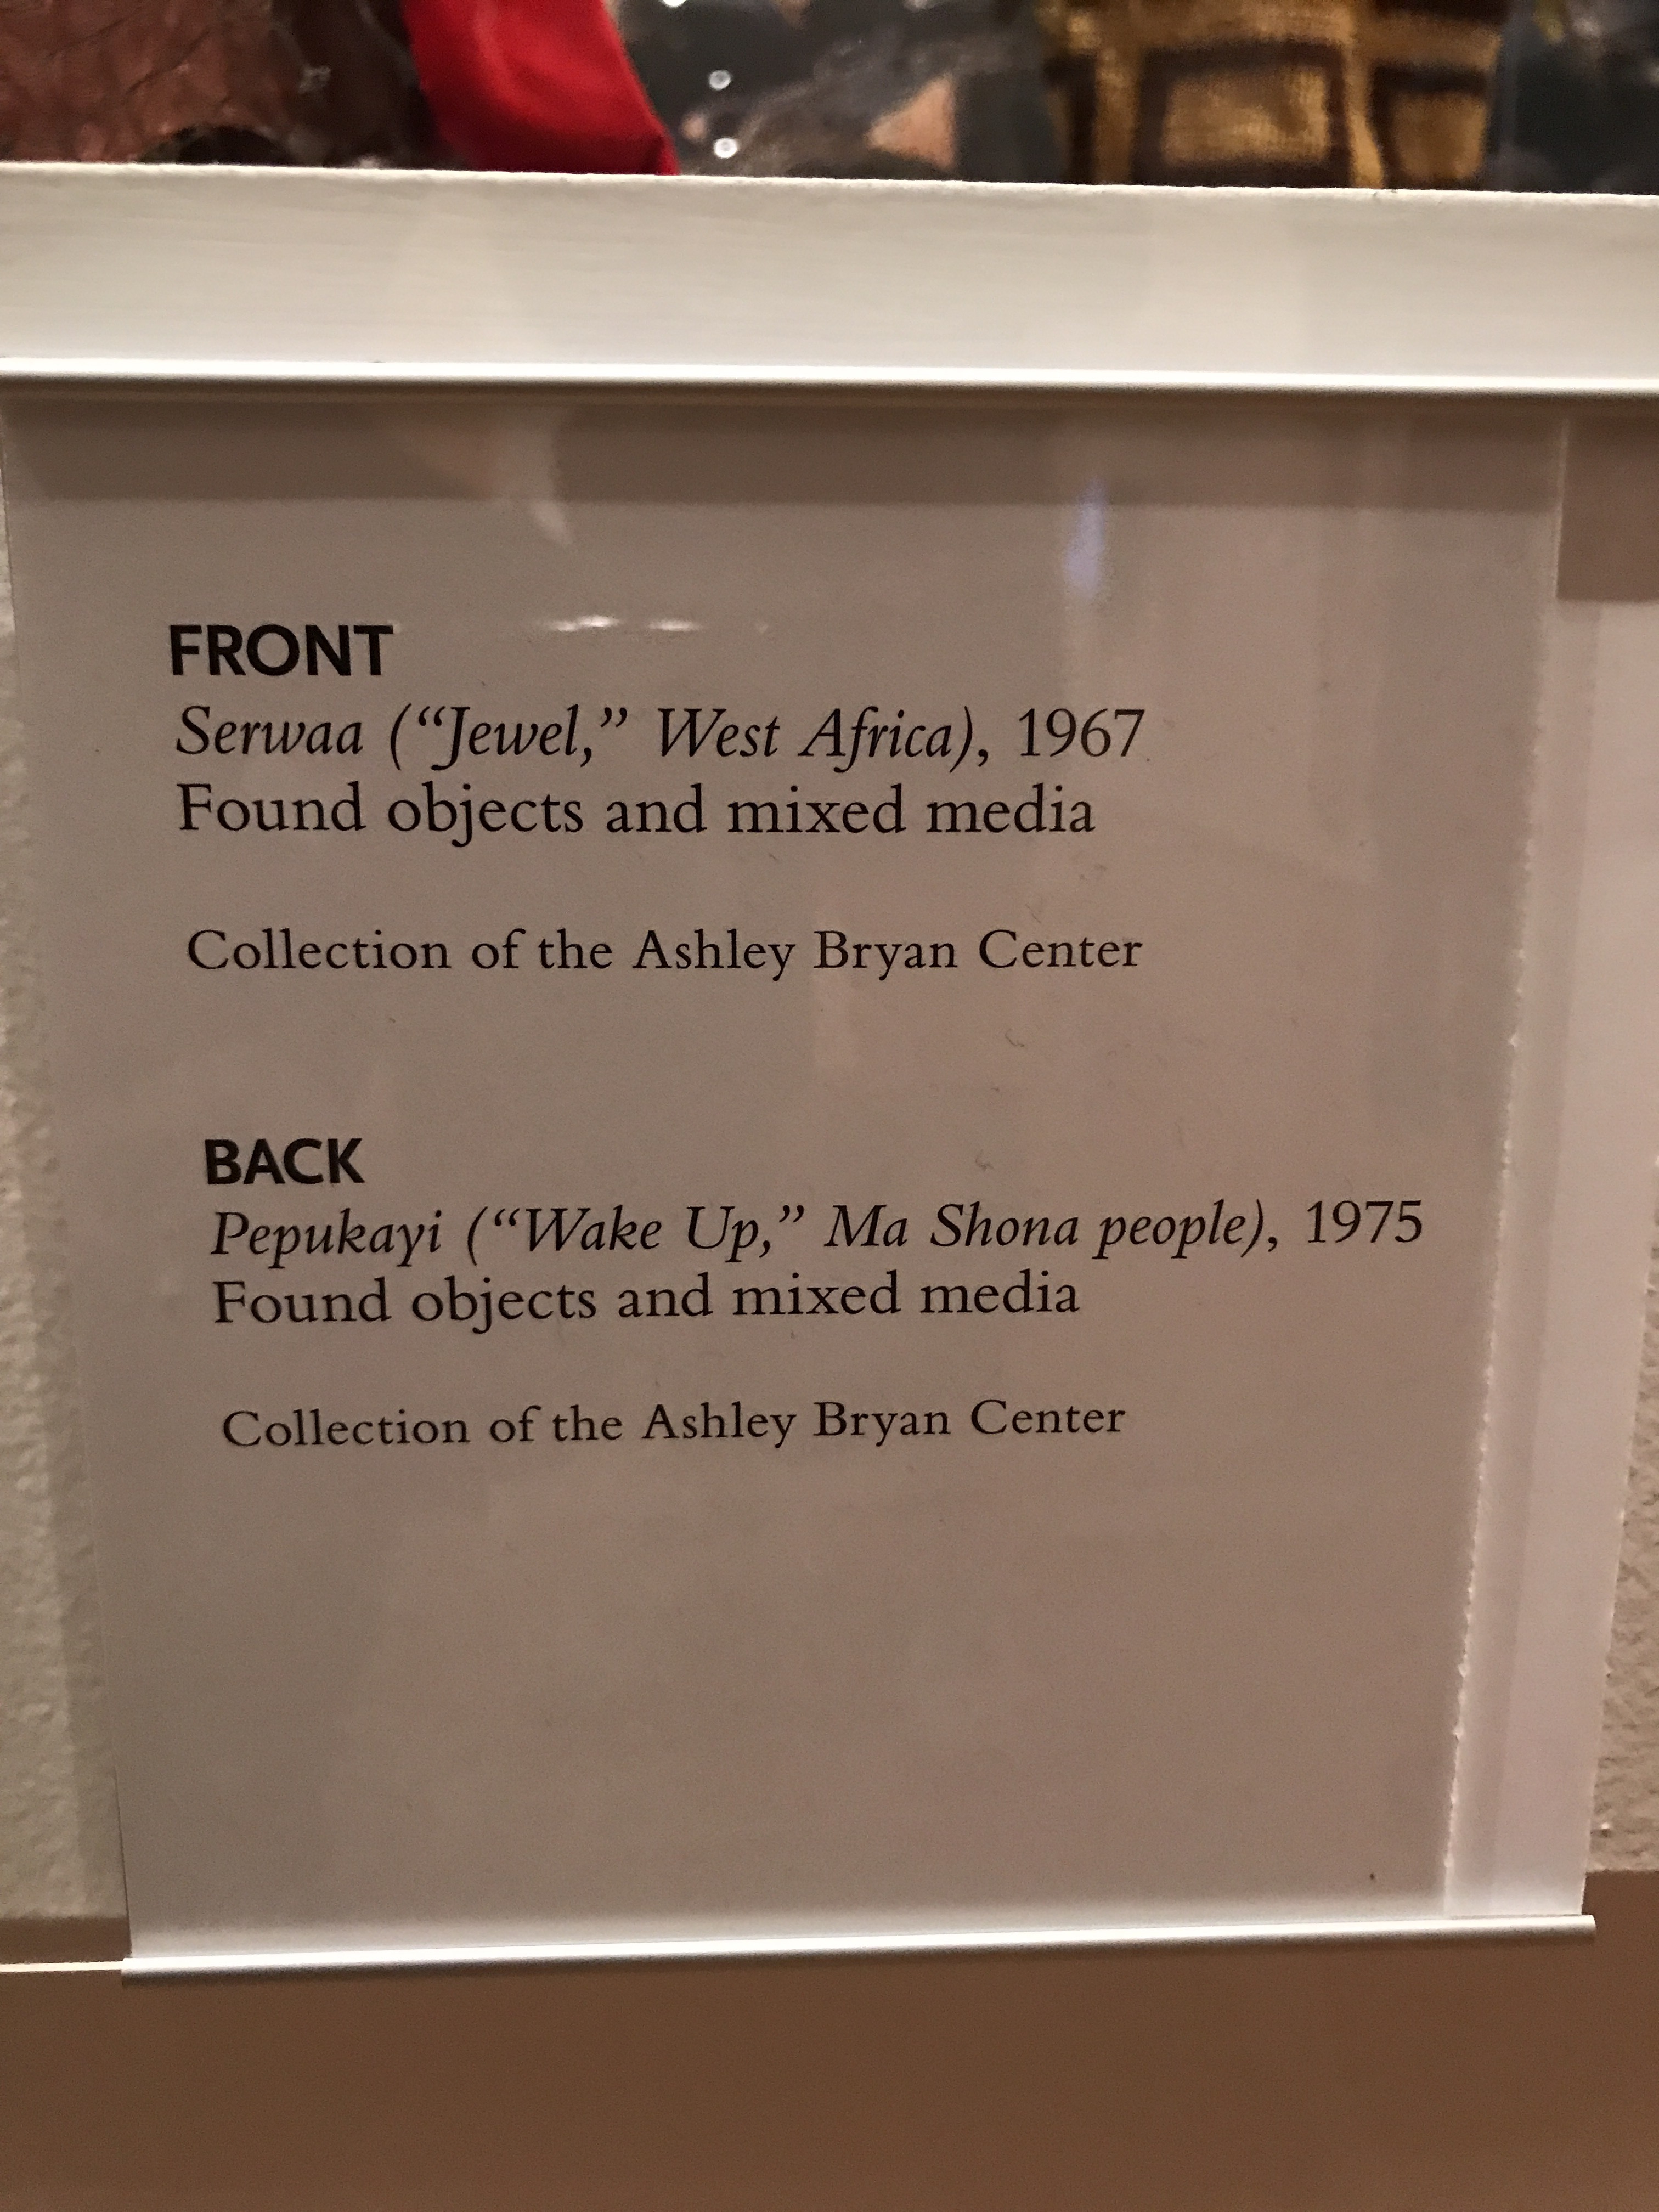 FRONT
Serwaa (“Jewel,” West Africa), 1967
Found objects and mixed media
Collection of the Ashley Bryan Center
BACK
Pepukayi (“Wake Up,” Ma Shona people), 1975
Found objects and mixed media
Collection of the Ashley Bryan Center